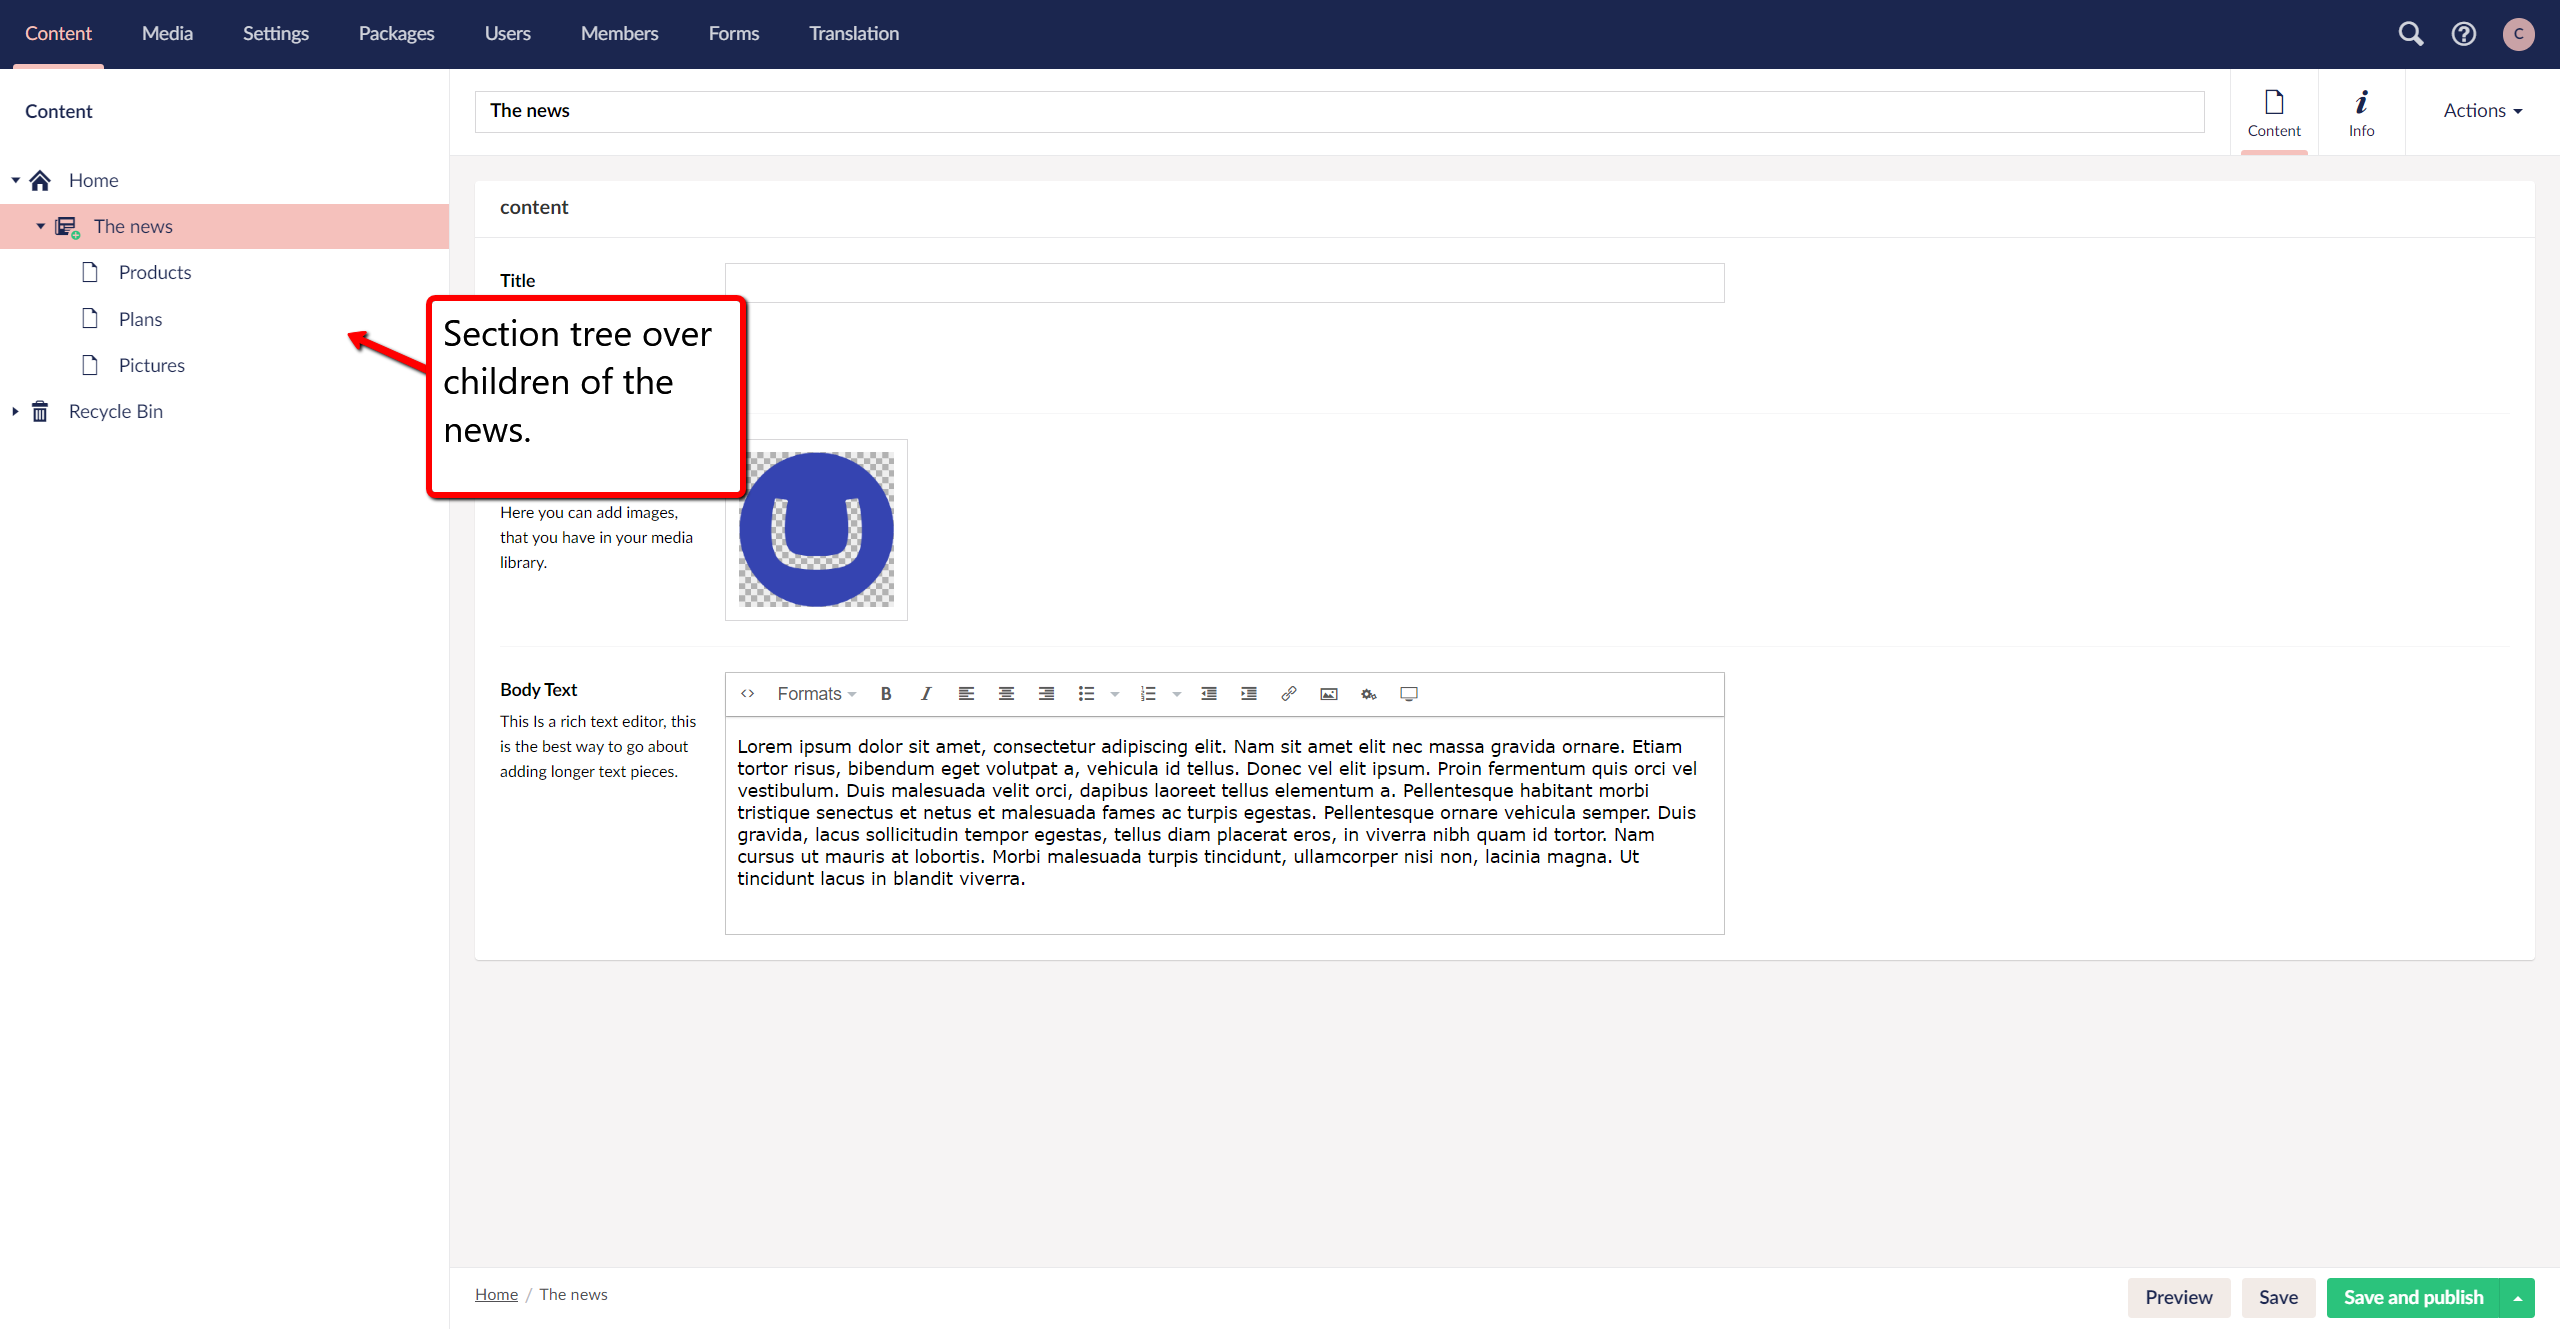 Content Media Settings Packages Users Members Forms Translation C
Content
The news
Content
Info
Actions
Home
The news
Products
Plans
Pictures
Recycle Bin
content
Title
Section tree over
children of the
news.
Here you can add images,
that you have in your media
library.
Body Text
This Is a rich text editor, this
is the best way to go about
adding longer text pieces.
Formats B I
Lorem ipsum dolor sit amet, consectetur adipiscing elit. Nam sit amet elit nec massa gravida ornare. Etiam
tortor risus, bibendum eget volutpat a, vehicula id tellus. Donec vel elit ipsum. Proin fermentum quis orci vel
vestibulum. Duis malesuada velit orci, dapibus laoreet tellus elementum a. Pellentesque habitant morbi
tristique senectus et netus et malesuada fames ac turpis egestas. Pellentesque ornare vehicula semper. Duis
gravida, lacus sollicitudin tempor egestas, tellus diam placerat eros, in viverra nibh quam id tortor. Nam
cursus ut mauris at lobortis. Morbi malesuada turpis tincidunt, ullamcorper nisi non, lacinia magna. Ut
tincidunt lacus in blandit viverra.
Home / The news
Preview Save Save and publish